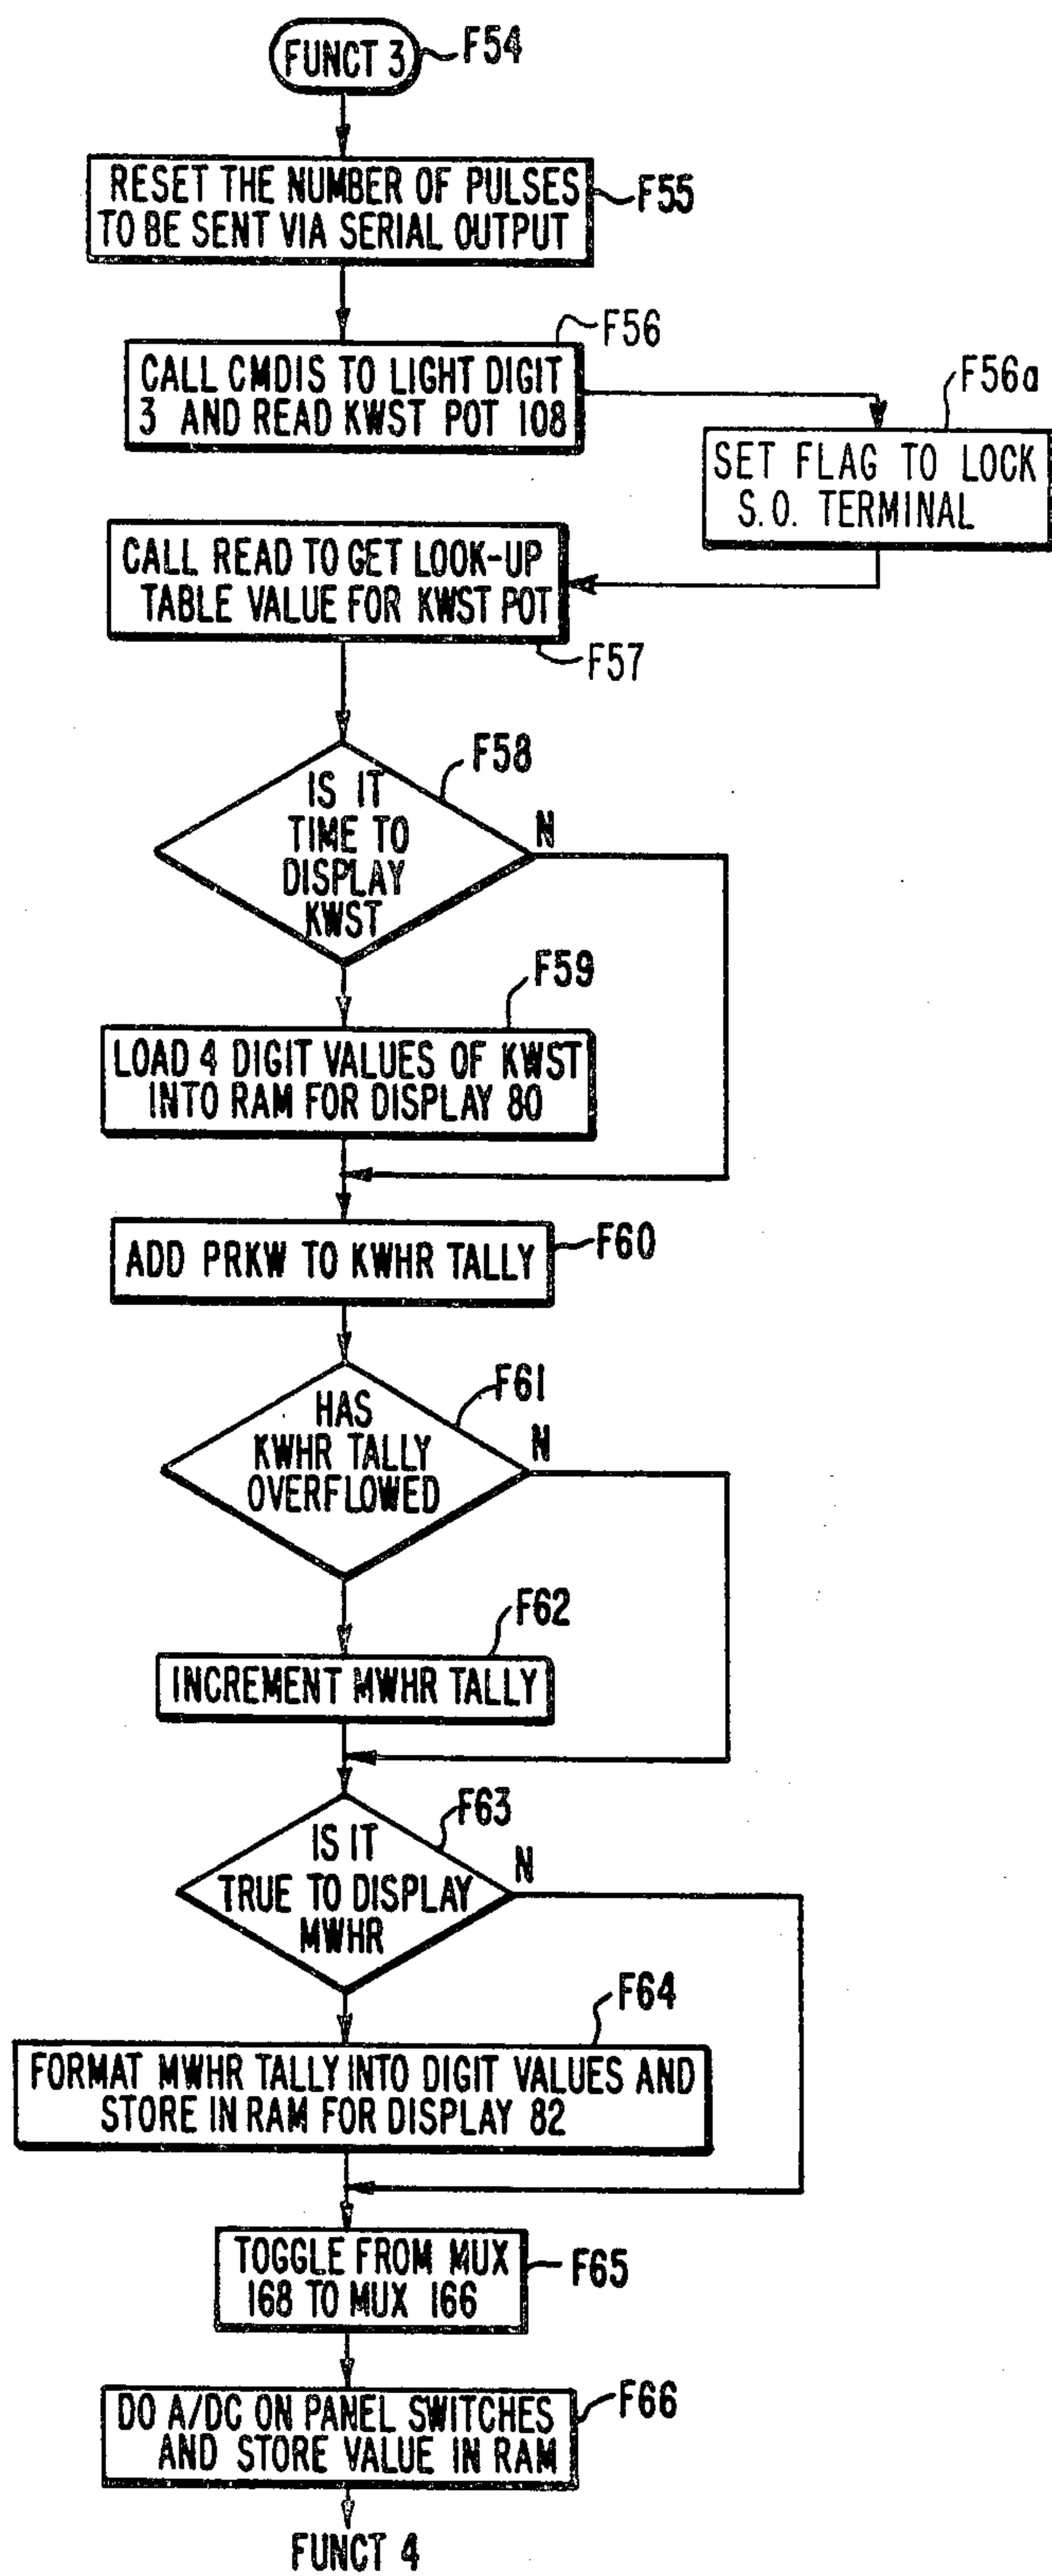 FUNCT 3
F54
RESET THE NUMBER OF PULSES
TO BE SENT VIA SERIAL OUTPUT
F55
F56
CALL CMDIS TO LIGHT DIGIT
3 AND READ KWST POT 108
F56a
SET FLAG TO LOCK
S.O. TERMINAL
CALL READ TO GET LOOK-UP
TABLE VALUE FOR KWST POT
F57
F58
IS IT
TIME TO
DISPLAY
KWST
N
F59
LOAD 4 DIGIT VALUES OF KWST
INTO RAM FOR DISPLAY 80
ADD PRKW TO KWHR TALLY
F60
F61
HAS
KWHR TALLY
OVERFLOWED
N
F62
INCREMENT MWHR TALLY
F63
IS IT
TRUE TO DISPLAY
MWHR
N
F64
FORMAT MWHR TALLY INTO DIGIT VALUES AND
STORE IN RAM FOR DISPLAY 82
TOGGLE FROM MUX
168 TO MUX 166
F65
DO A/DC ON PANEL SWITCHES
AND STORE VALUE IN RAM
F66
FUNCT 4